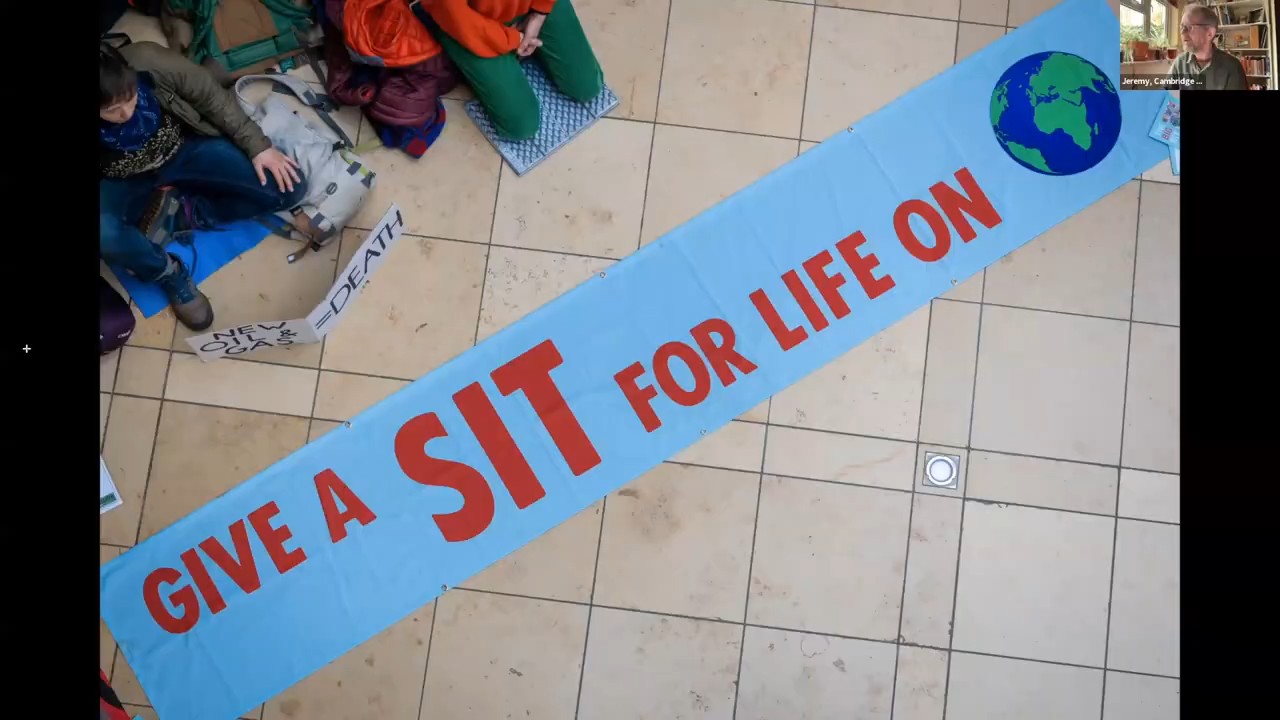 Jeremy, Cambridge ...
NEW
OIL &
GAS
=DEATH
GIVE A SIT FOR LIFE ON